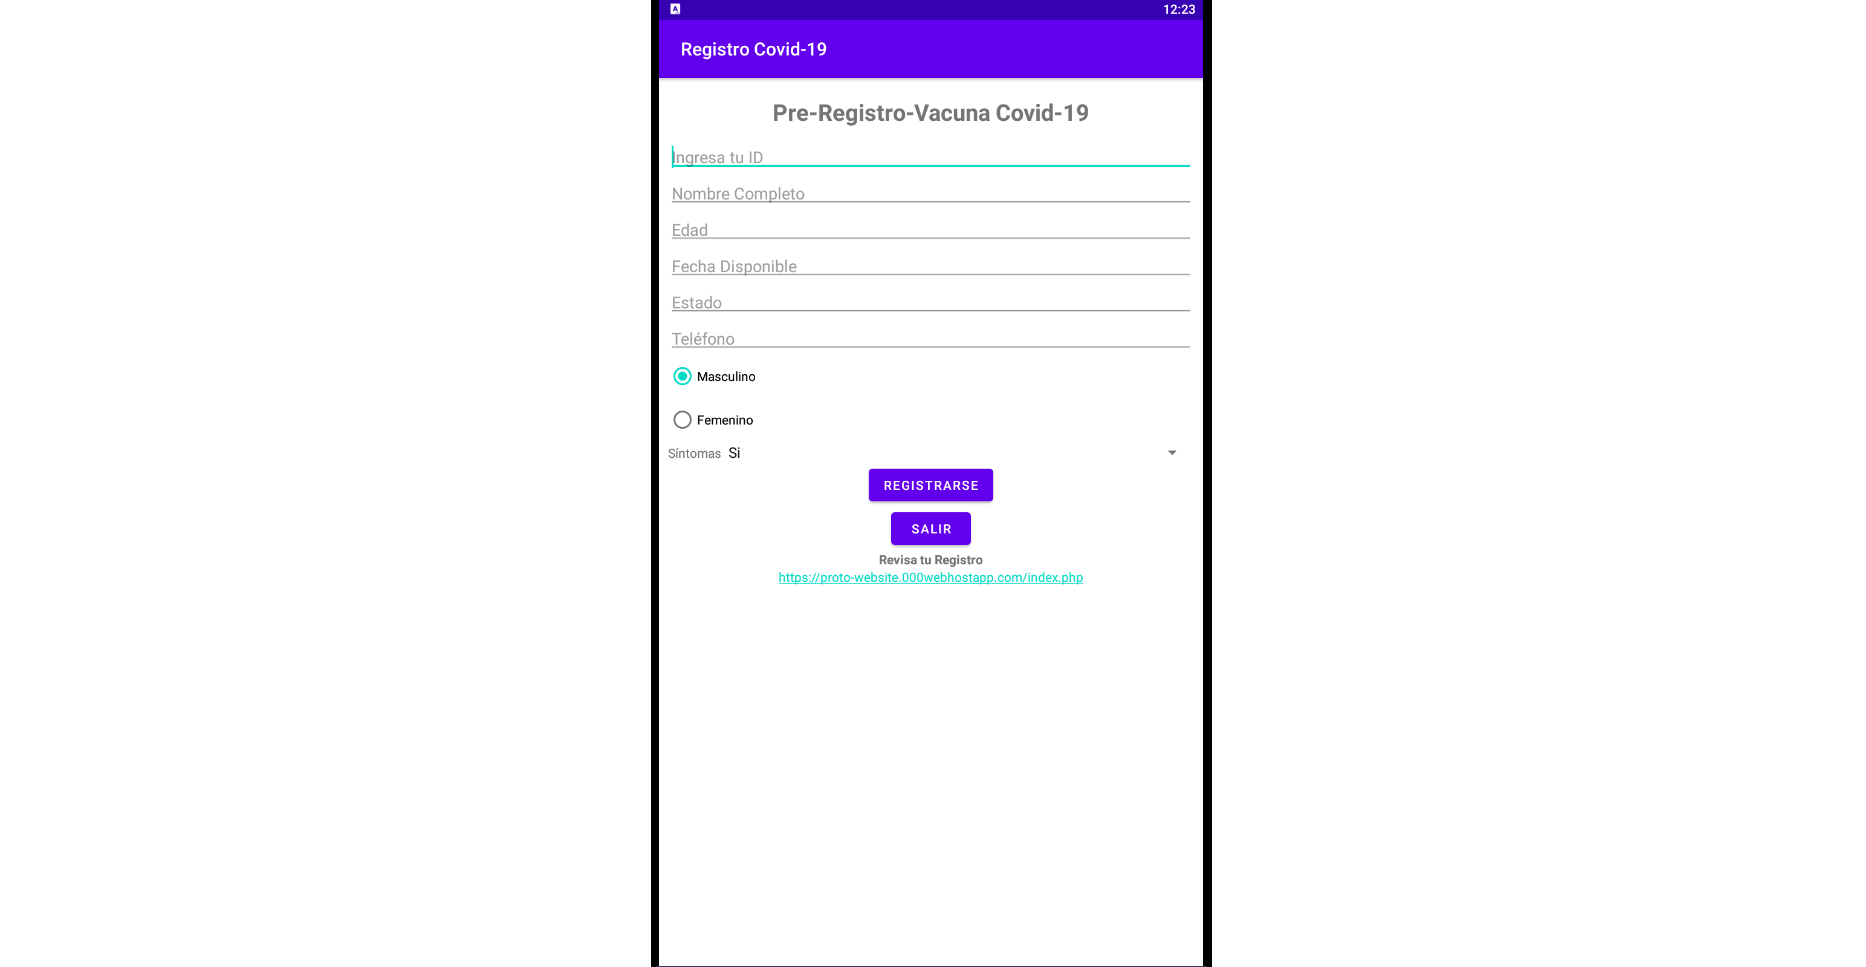 A 12:23
Registro Covid-19
Pre-Registro-Vacuna Covid-19
Ingresa tu ID
Nombre Completo
Edad
Fecha Disponible
Estado
Teléfono
Masculino
Femenino
Síntomas Si
REGISTRARSE
SALIR
Revisa tu Registro
https://proto-website.000webhostapp.com/index.php